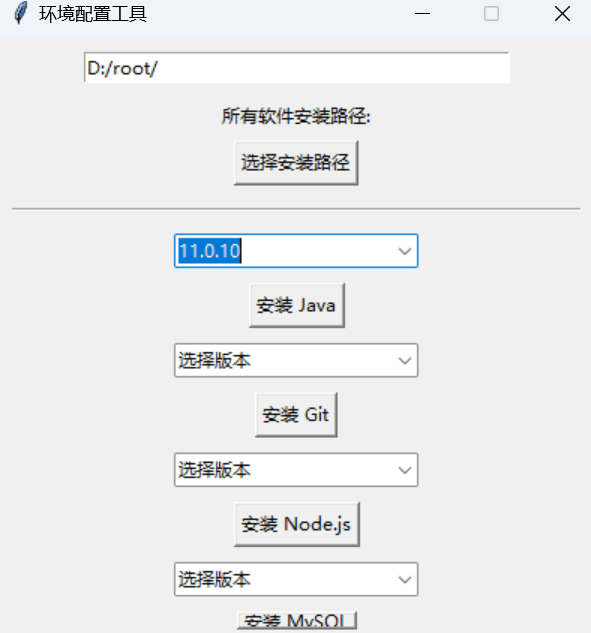 环境配置工具
D:/root/
所有软件安装路径:
选择安装路径
11.0.10
安装 Java
选择版本
安装 Git
选择版本
安装 Node.js
选择版本
安装 MySQL